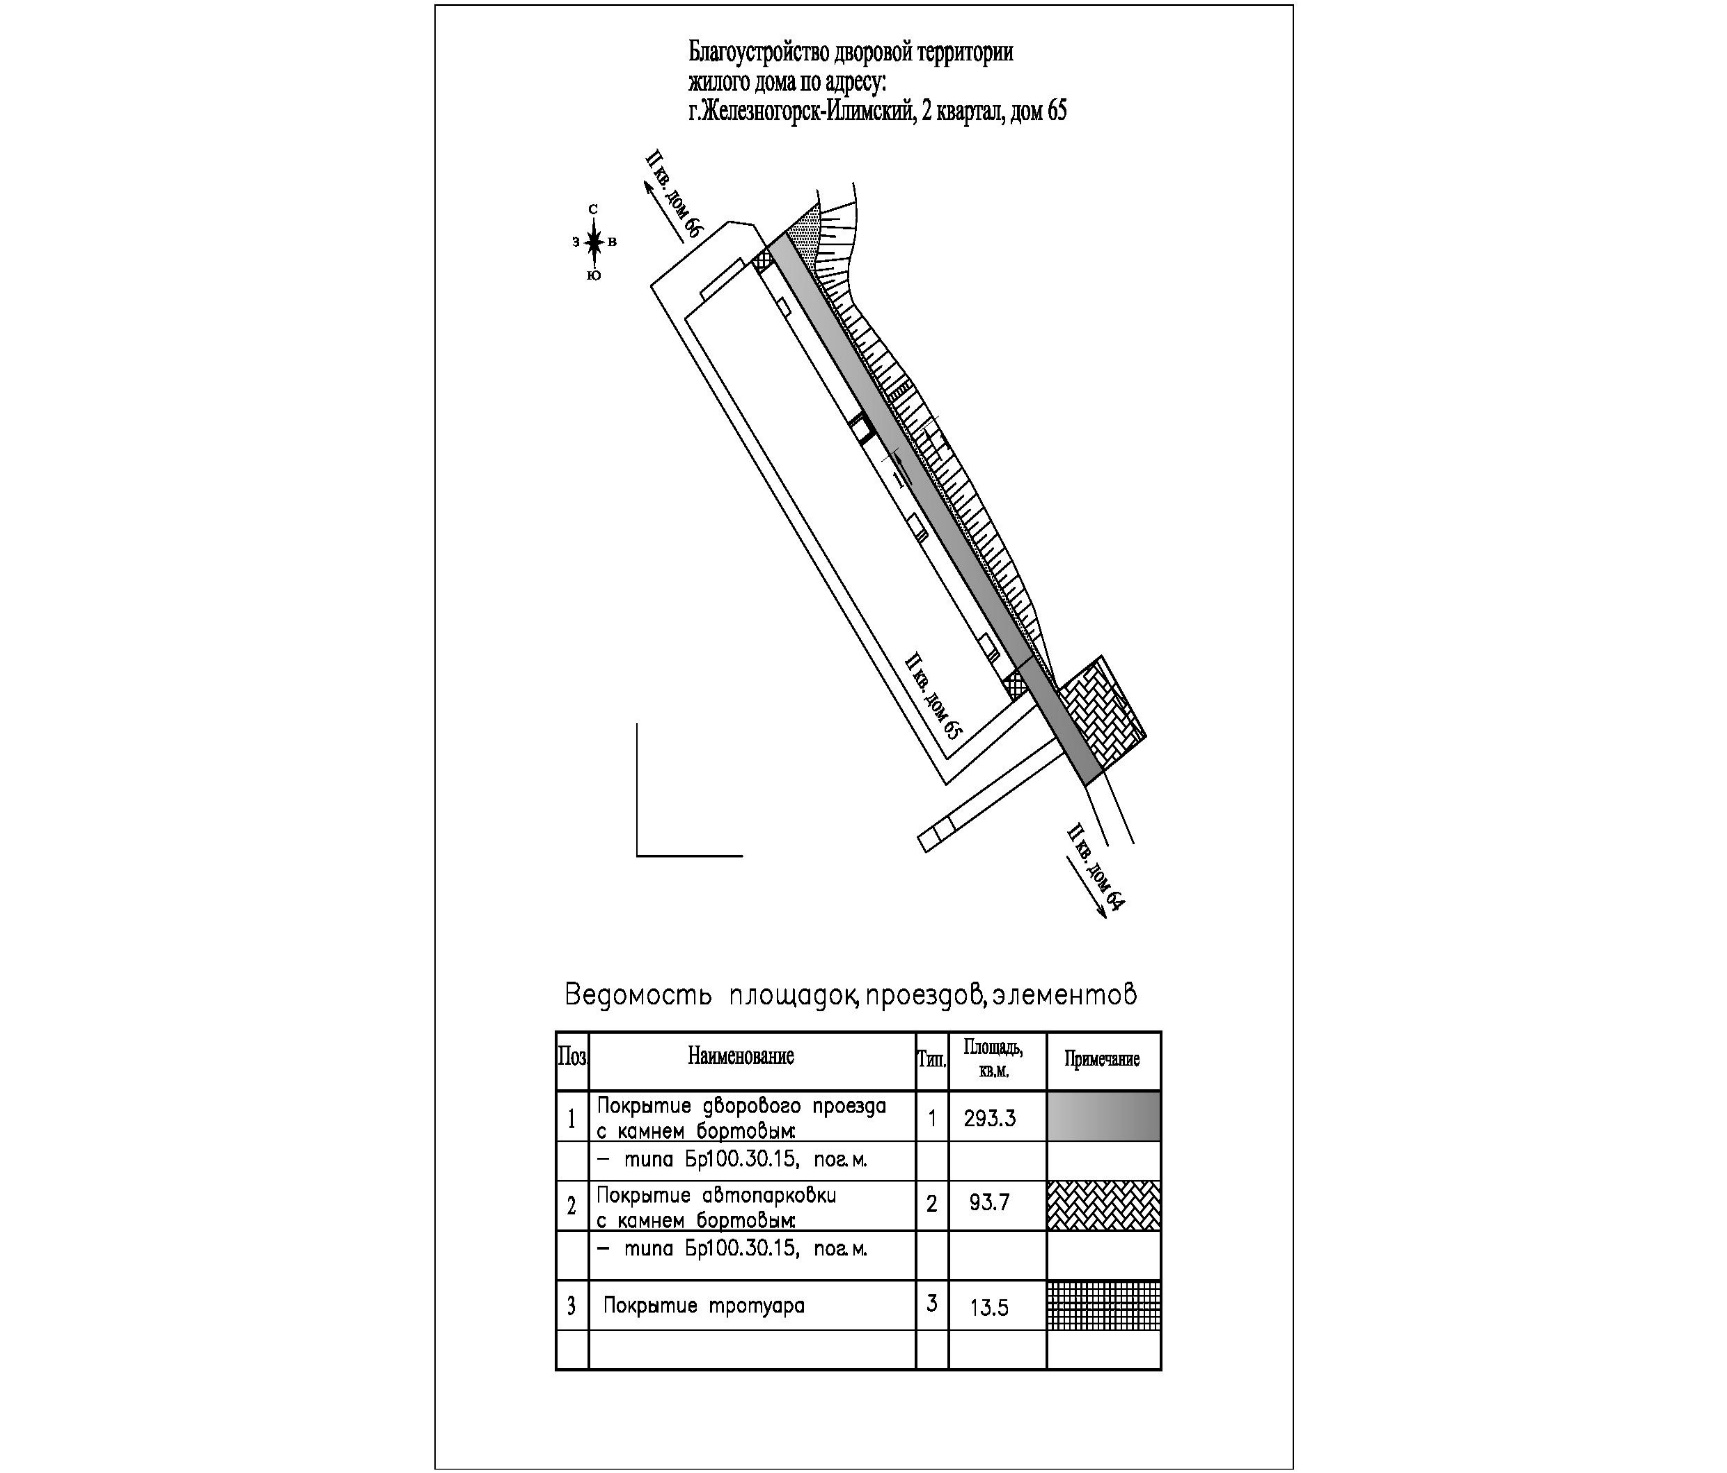 Благоустройство дворовой территории
жилого дома по адресу:
г.Железногорск-Илимский, 2 квартал, дом 65
II кв. дом 66
С
З В
Ю
II кв. дом 65
II кв. дом 64
Ведомость площадок, проездов, элементов
Поз Наименование Тип. Площадь, кв.м. Примечание
1 Покрытие дворового проезда 1 293.3
с камнем бортовым:
– типа Бр100.30.15, пог.м.
2 Покрытие автопарковки 2 93.7
с камнем бортовым:
– типа Бр100.30.15, пог.м.
3 Покрытие тротуара 3 13.5